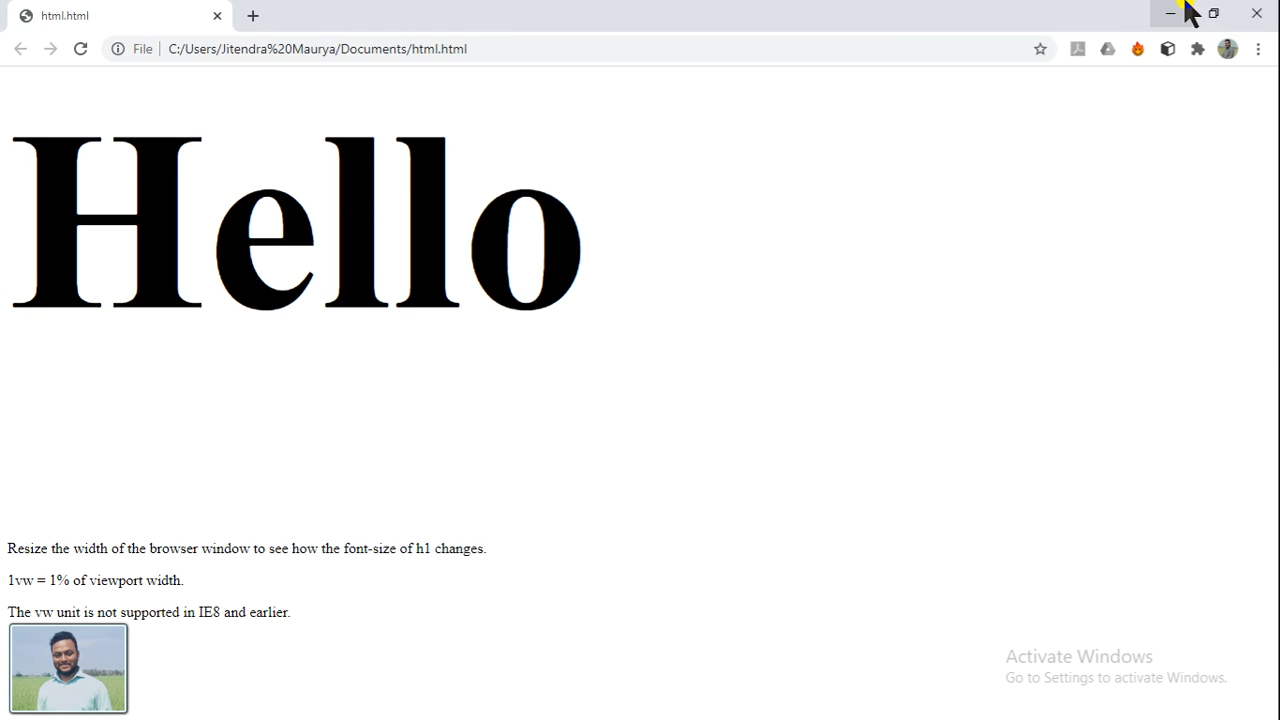 html.html
File
C:/Users/Jitendra%20Maurya/Documents/html.html
Hello
Resize the width of the browser window to see how the font-size of h1 changes.
1vw = 1% of viewport width.
The vw unit is not supported in IE8 and earlier.
Activate Windows
Go to Settings to activate Windows.